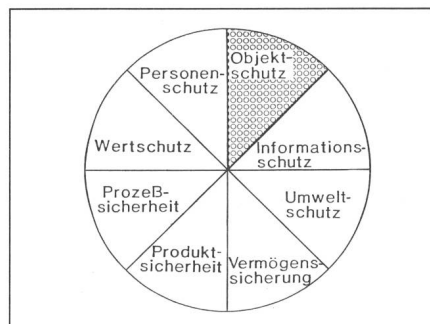 Objekt-
schutz
Informations-
schutz
Umwelt-
schutz
Vermögens-
sicherung
Produkt-
sicherheit
Prozeß-
sicherheit
Wertschutz
Personen-
schutz